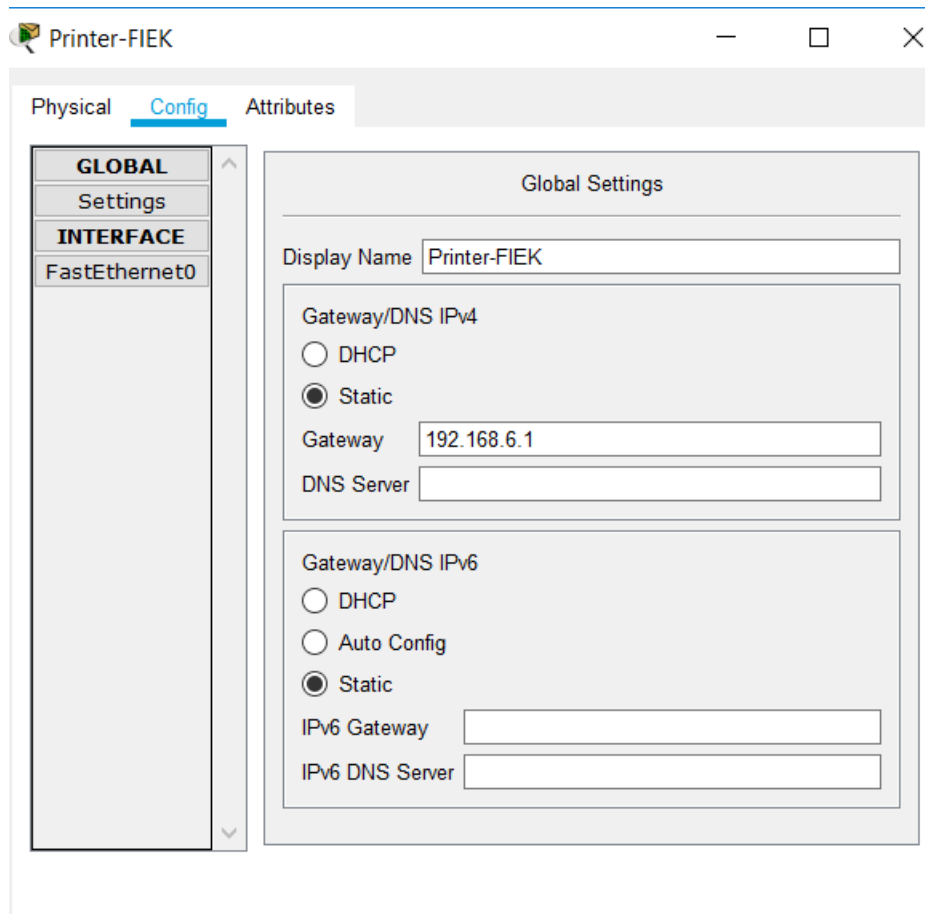 Printer-FIEK
Physical Config Attributes
GLOBAL
Settings
INTERFACE
FastEthernet0
Global Settings
Display Name Printer-FIEK
Gateway/DNS IPv4
DHCP
Static
Gateway 192.168.6.1
DNS Server
Gateway/DNS IPv6
DHCP
Auto Config
Static
IPv6 Gateway
IPv6 DNS Server